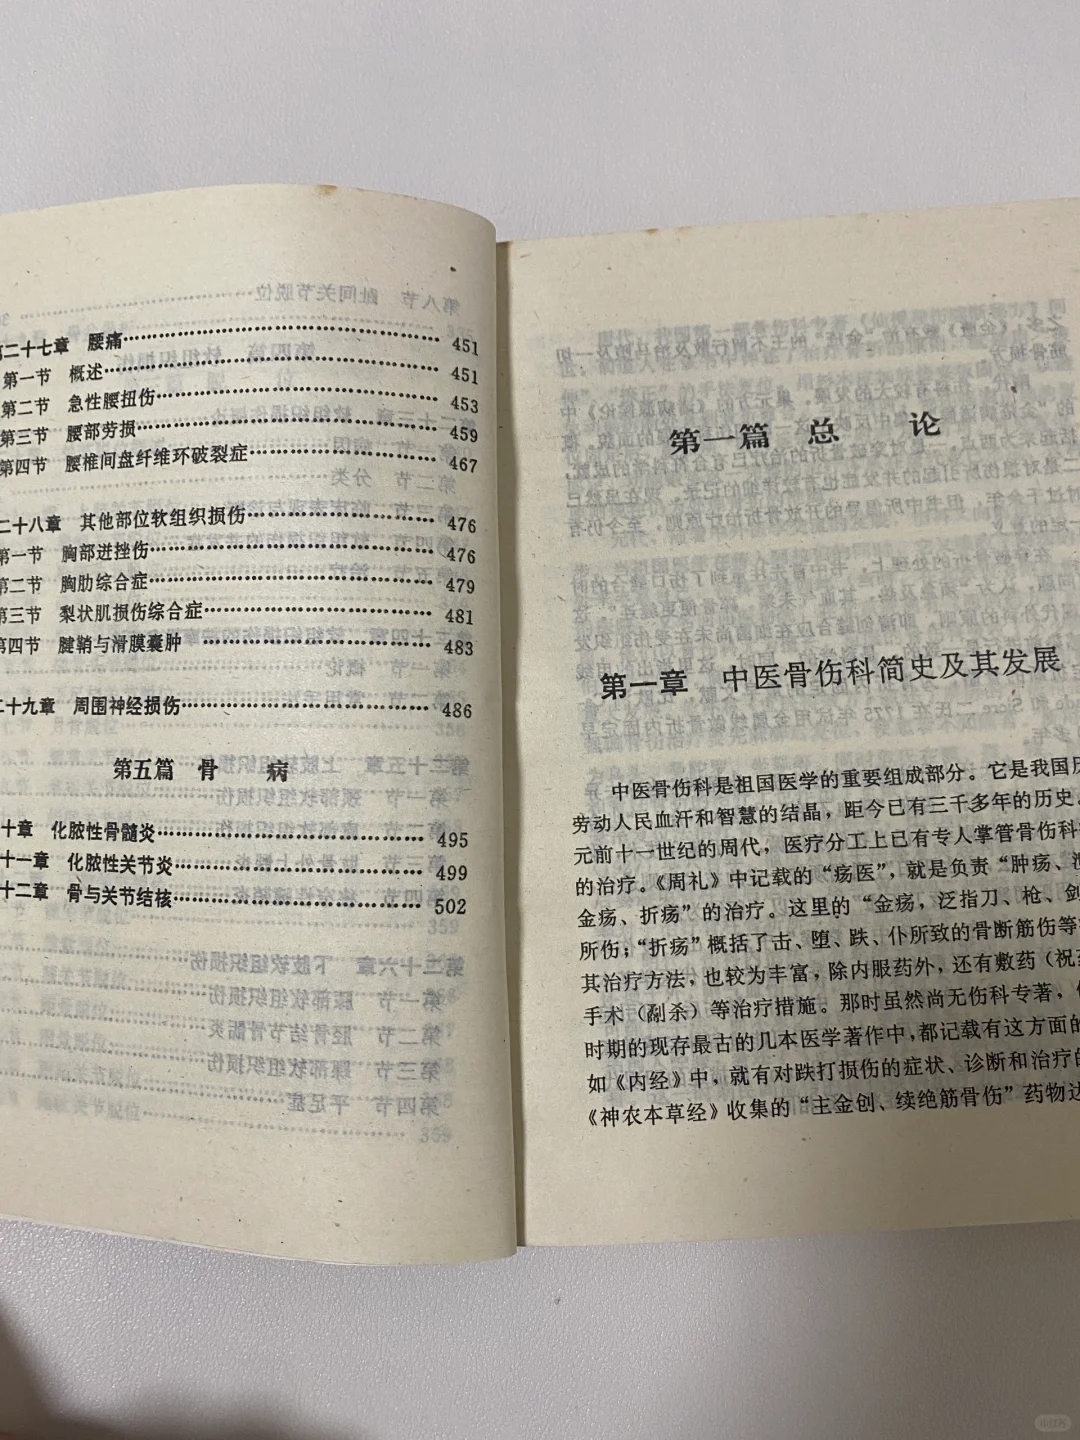 第二十七章 腰痛……451
第一节 概述……451
第二节 急性腰扭伤……453
第三节 腰部劳损……459
第四节 腰椎间盘纤维环破裂症……467
二十八章 其他部位软组织损伤……476
第一节 胸部迸挫伤……476
第二节 胸肋综合症……479
第三节 梨状肌损伤综合症……481
第四节 腱鞘与滑膜囊肿……483
二十九章 周围神经损伤……486
第五篇 骨 病
十章 化脓性骨髓炎……495
十一章 化脓性关节炎……499
十二章 骨与关节结核……502
第一篇 总 论
第一章 中医骨伤科简史及其发展
中医骨伤科是祖国医学的重要组成部分。它是我国历
劳动人民血汗和智慧的结晶，距今已有三千多年的历史。
元前十一世纪的周代，医疗分工上已有专人掌管骨伤科
的治疗。《周礼》中记载的“疡医”，就是负责“肿疡、
金疡、折疡”的治疗。这里的“金疡，泛指刀、枪、剑
所伤；“折疡”概括了击、堕、跌、仆所致的骨断筋伤等
其治疗方法，也较为丰富，除内服药外，还有敷药（祝
手术（劀杀）等治疗措施。那时虽然尚无伤科专著，
时期的现存最古的几本医学著作中，都记载有这方面的
如《内经》中，就有对跌打损伤的症状、诊断和治疗的
《神农本草经》收集的“主金创、续绝筋骨伤”药物达